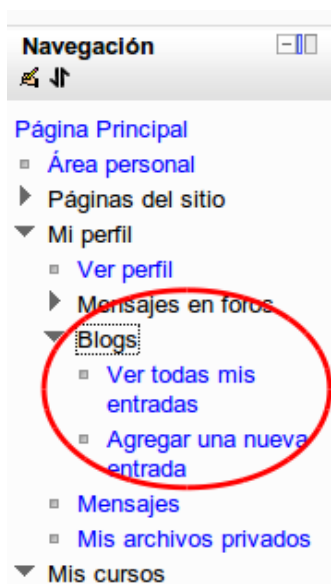 Navegación
Página Principal
Área personal
Páginas del sitio
Mi perfil
Ver perfil
Mensajes en foros
Blogs
Ver todas mis
entradas
Agregar una nueva
entrada
Mensajes
Mis archivos privados
Mis cursos